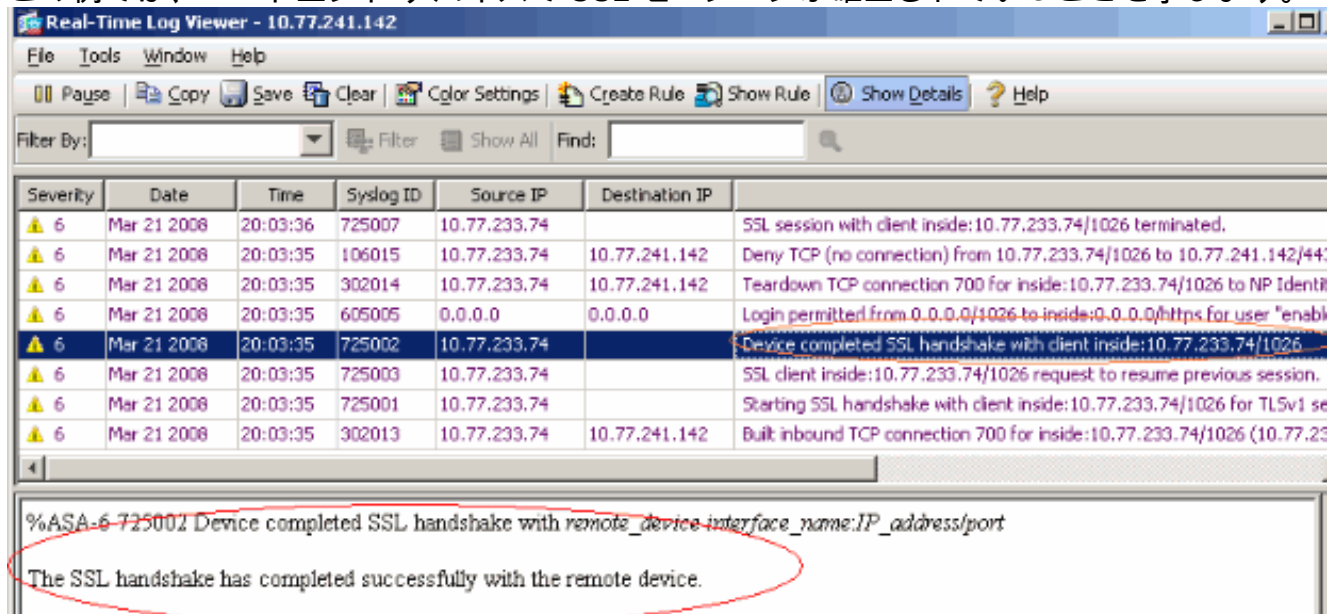 Real-Time Log Viewer - 10.77.241.142
File Tools Window Help
Pause Copy Save Clear Color Settings Create Rule Show Rule Show Details Help
Filter By: Filter Show All Find:
Severity Date Time Syslog ID Source IP Destination IP
6 Mar 21 2008 20:03:36 725007 10.77.233.74 SSL session with client inside:10.77.233.74/1026 terminated.
6 Mar 21 2008 20:03:35 106015 10.77.233.74 10.77.241.142 Deny TCP (no connection) from 10.77.233.74/1026 to 10.77.241.142/44
6 Mar 21 2008 20:03:35 302014 10.77.233.74 10.77.241.142 Teardown TCP connection 700 for inside:10.77.233.74/1026 to NP Identit
6 Mar 21 2008 20:03:35 605005 0.0.0.0 0.0.0.0 Login permitted from 0.0.0.0/1026 to inside:0.0.0.0/https for user "enabl
6 Mar 21 2008 20:03:35 725002 10.77.233.74 Device completed SSL handshake with client inside:10.77.233.74/1026
6 Mar 21 2008 20:03:35 725003 10.77.233.74 SSL client inside:10.77.233.74/1026 request to resume previous session.
6 Mar 21 2008 20:03:35 725001 10.77.233.74 Starting SSL handshake with client inside:10.77.233.74/1026 for TLSv1 se
6 Mar 21 2008 20:03:35 302013 10.77.233.74 10.77.241.142 Built inbound TCP connection 700 for inside:10.77.233.74/1026 (10.77.23
%ASA-6-725002 Device completed SSL handshake with remote_device interface_name:IP_address/port
The SSL handshake has completed successfully with the remote device.